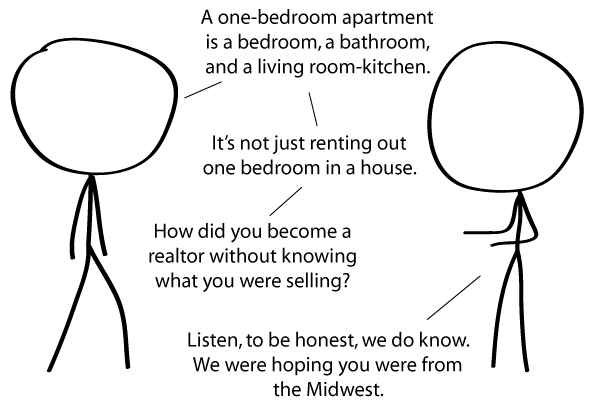 A one-bedroom apartment
is a bedroom, a bathroom,
and a living room-kitchen.
It's not just renting out
one bedroom in a house.
How did you become a
realtor without knowing
what you were selling?
Listen, to be honest, we do know.
We were hoping you were from
the Midwest.